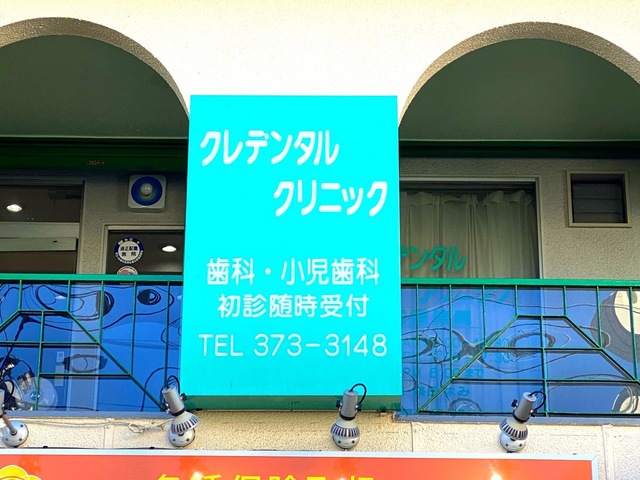 クレデンタル
クリニック
歯科・小児歯科
初診随時受付
TEL 373-3148
デンタル